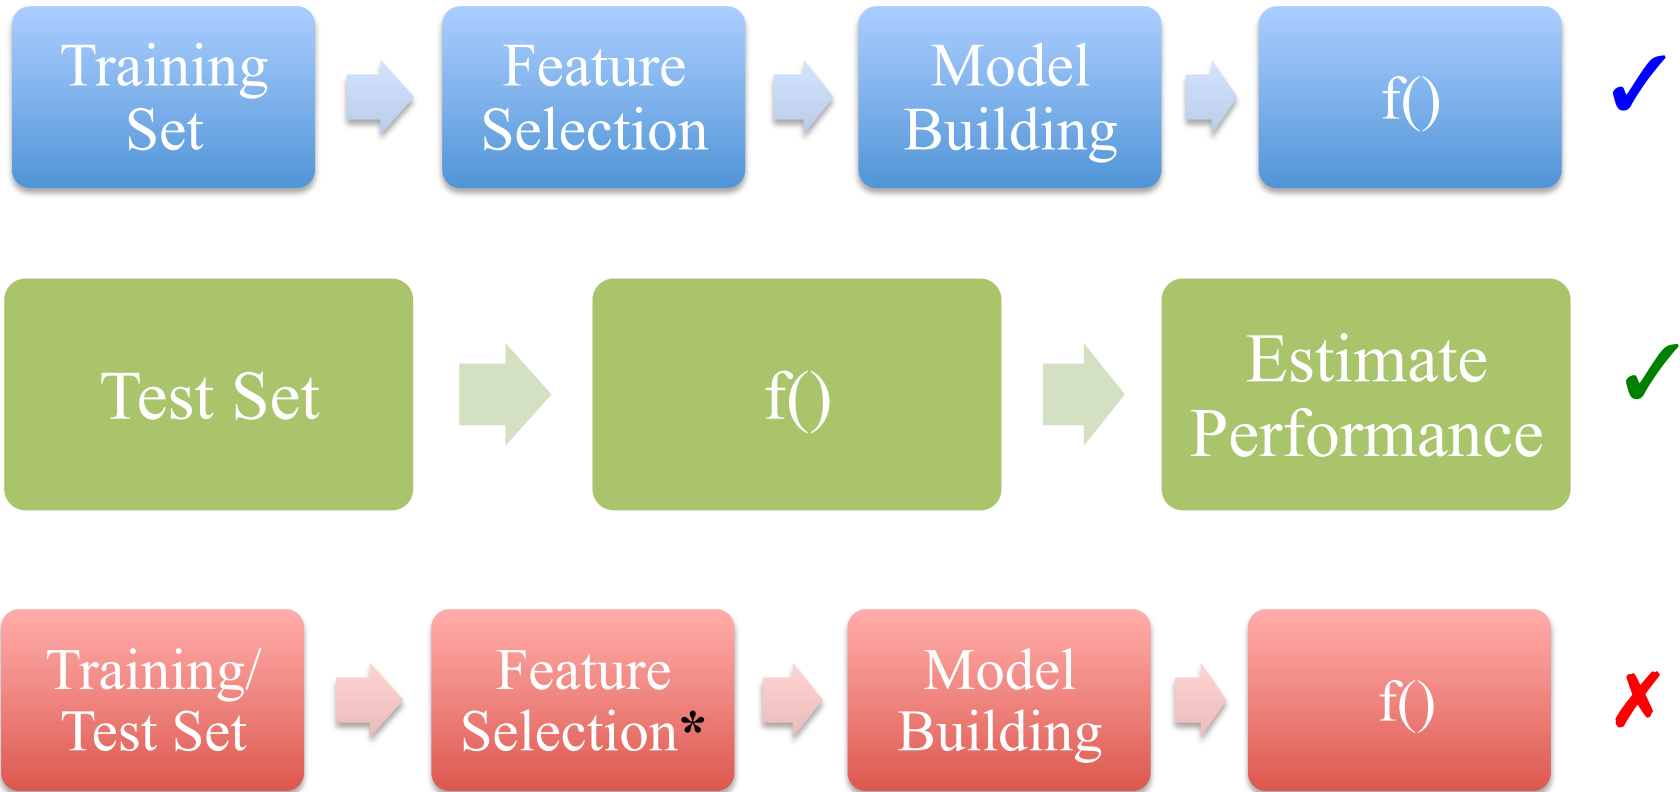 Training
Set
Feature
Selection
Model
Building
f()
✓
Test Set
f()
Estimate
Performance
✓
Training/
Test Set
Feature
Selection*
Model
Building
f()
✗